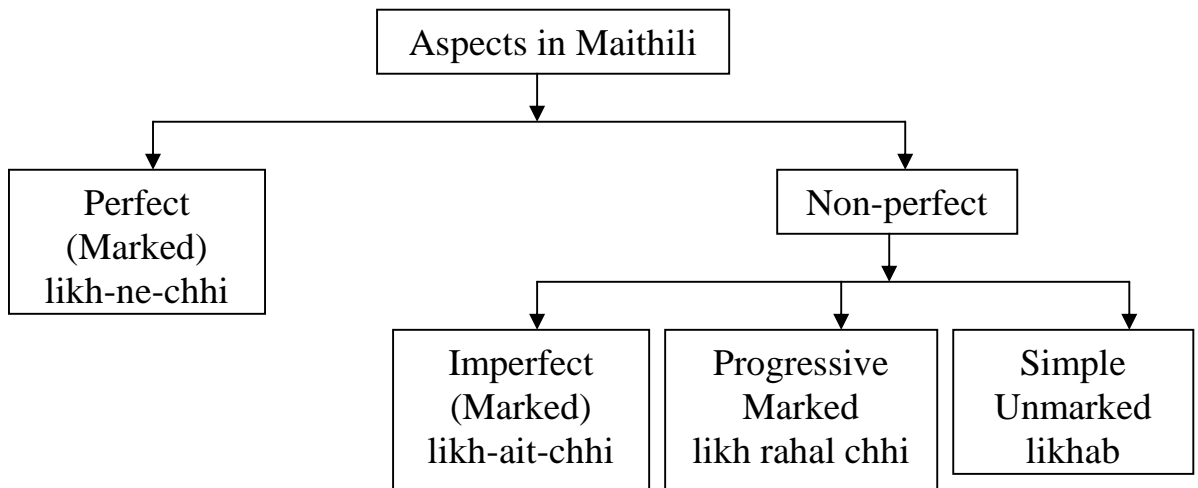 Aspects in Maithili
Perfect
(Marked)
likh-ne-chhi
Non-perfect
Imperfect
(Marked)
likh-ait-chhi
Progressive
Marked
likh rahal chhi
Simple
Unmarked
likhab